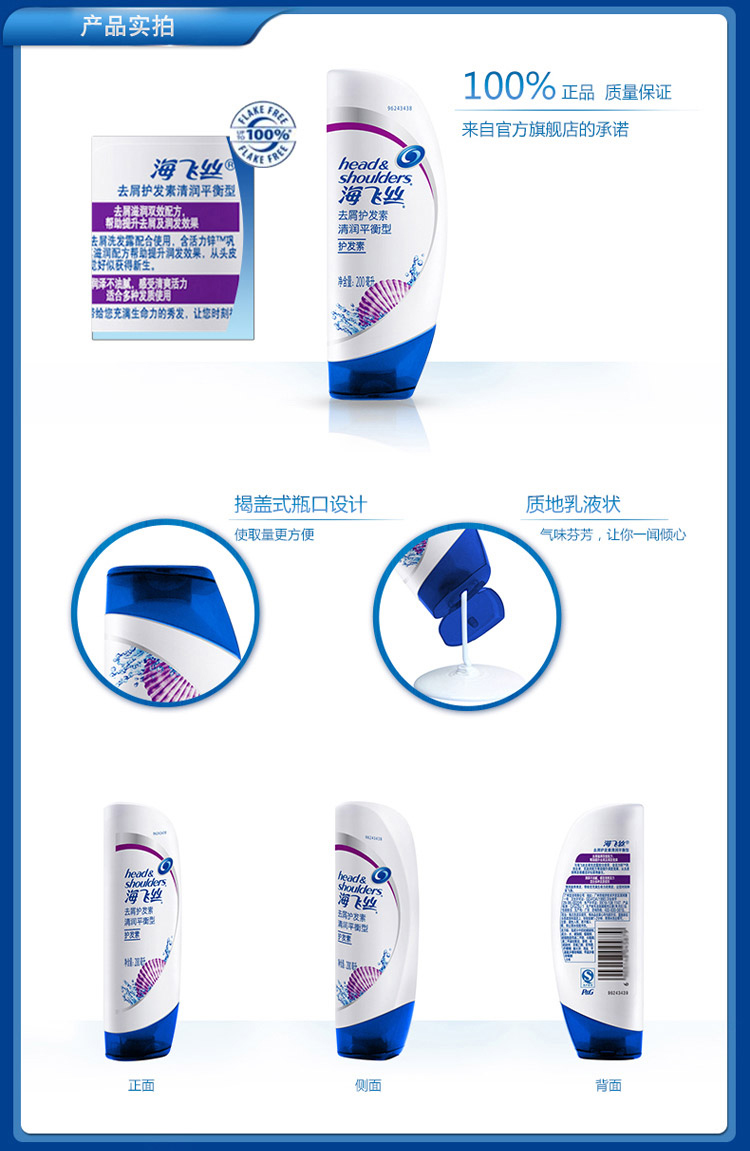 产品实拍
100% 正品 质量保证
来自官方旗舰店的承诺
FLAKE FREE
UP TO 100%
FLAKE FREE
海飞丝®
去屑护发素清润平衡型
去屑滋润双效配方,
帮助提升去屑及润发效果
去屑洗发露配合使用, 含活力锌™巩
滋润配方帮助提升润发效果, 从头皮
好似获得新生。
润泽不油腻, 感受清爽活力
适合多种发质使用
给您充满生命力的秀发, 让您时刻
96243438
head&
shoulders®
海飞丝®
去屑护发素
清润平衡型
护发素
净含量: 200毫升
揭盖式瓶口设计
使取量更方便
质地乳液状
气味芬芳，让你一闻倾心
96243438
head&
shoulders®
海飞丝®
去屑护发素
清润平衡型
护发素
净含量: 200毫升
96243438
head&
shoulders®
海飞丝®
去屑护发素
清润平衡型
护发素
净含量: 200毫升
海飞丝
去屑护发素清润平衡型
P&G
96243438
正面
侧面
背面